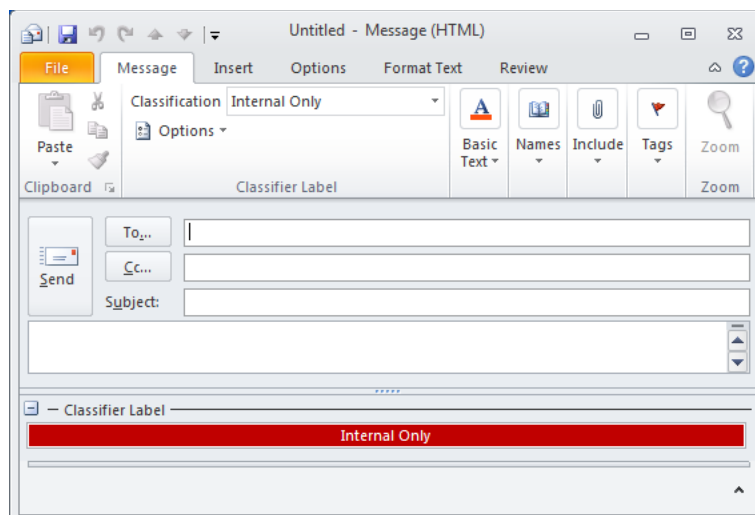 Untitled - Message (HTML)
File Message Insert Options Format Text Review
Classification Internal Only
Options
Paste
Basic Text Names Include Tags Zoom
Clipboard Classifier Label Zoom
To...
Cc...
Send
Subject:
Classifier Label
Internal Only